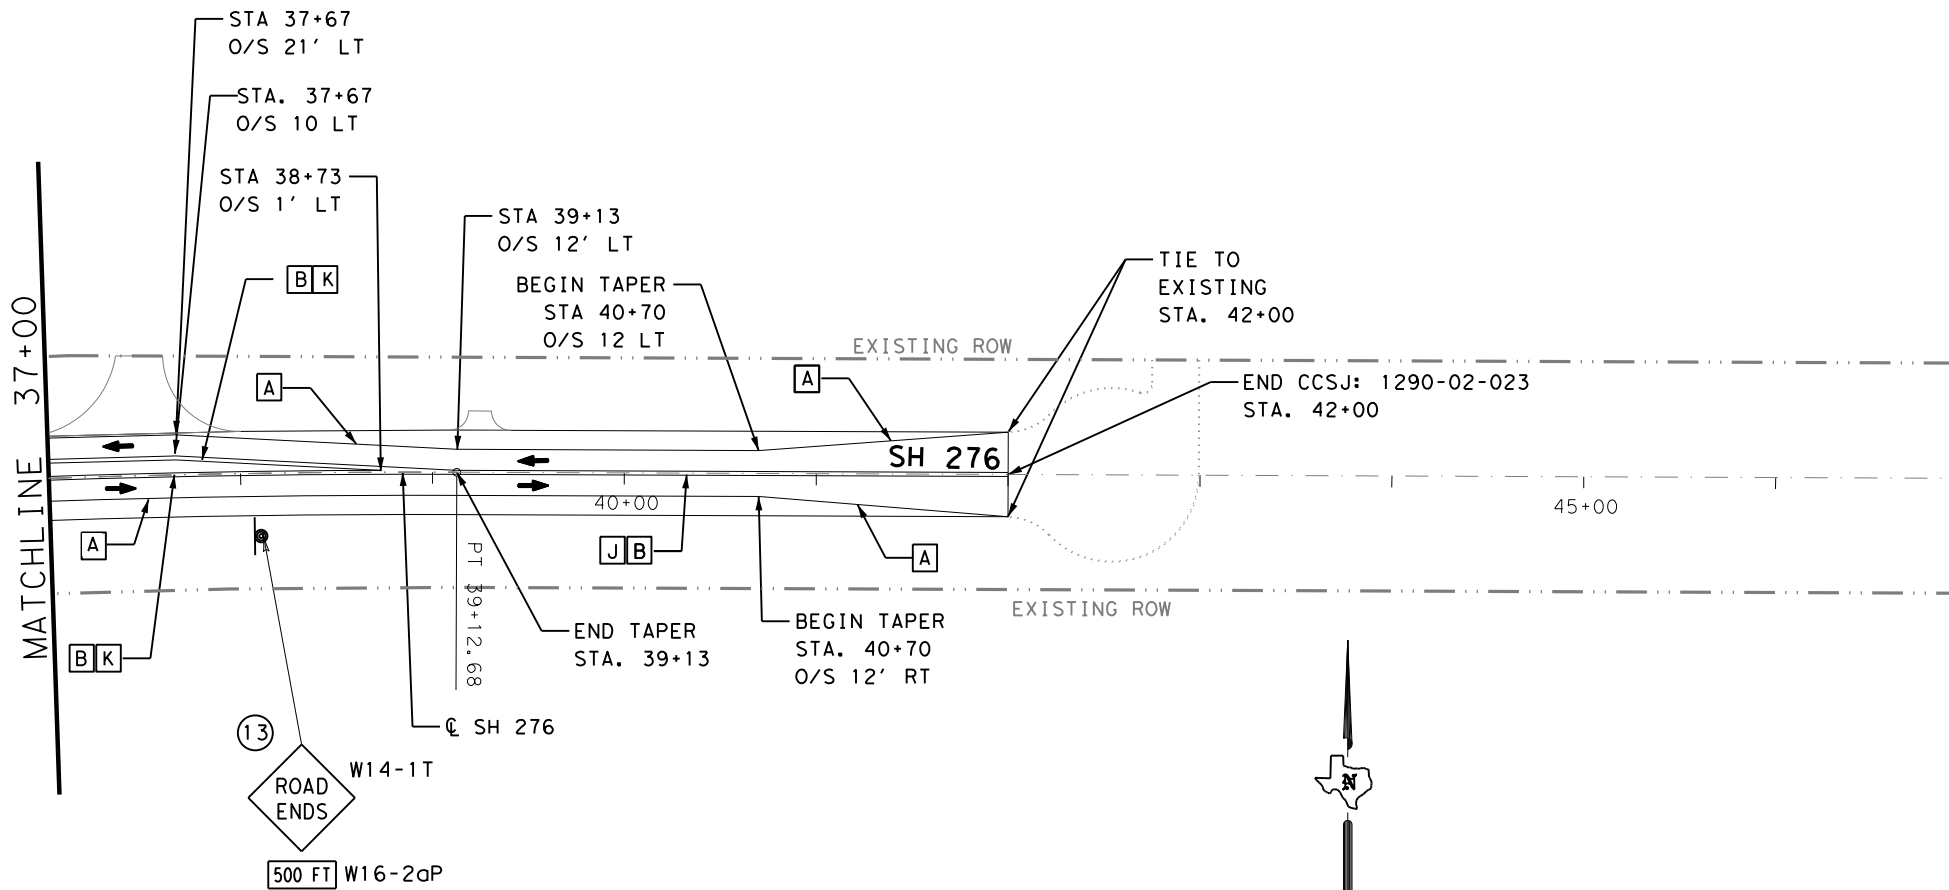 STA 37+67
O/S 21' LT
STA. 37+67
O/S 10 LT
STA 38+73
O/S 1' LT
STA 39+13
O/S 12' LT
B K
BEGIN TAPER
STA 40+70
O/S 12 LT
TIE TO
EXISTING
STA. 42+00
EXISTING ROW
A
A
END CCSJ: 1290-02-023
STA. 42+00
MATCHLINE 37+00
SH 276
40+00
45+00
A
J B
A
PT 39+12.68
EXISTING ROW
B K
END TAPER
STA. 39+13
BEGIN TAPER
STA. 40+70
O/S 12' RT
℄ SH 276
13
W14-1T
ROAD
ENDS
N
500 FT W16-2aP